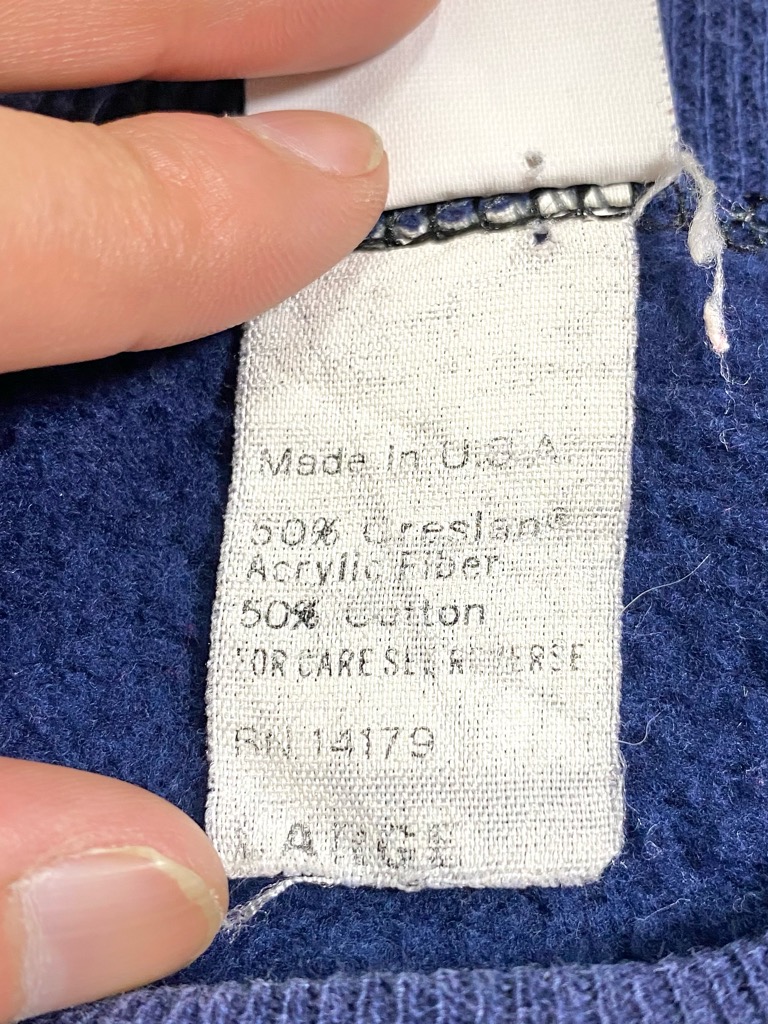 Made in U.S.A.
50% Creslan®
Acrylic Fiber
50% Cotton
FOR CARE SEE REVERSE
RN 14179
LARGE